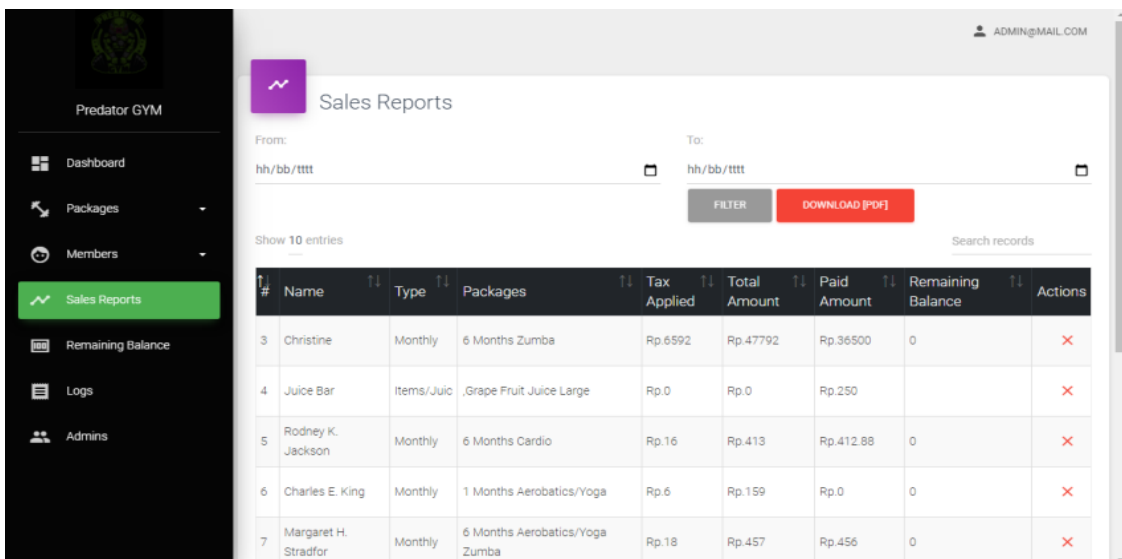 PREDATOR
ADMIN@MAIL.COM
Predator GYM
Dashboard
Packages
Members
Sales Reports
Remaining Balance
Logs
Admins
Sales Reports
From:
To:
hh/bb/tttt
hh/bb/tttt
FILTER
DOWNLOAD [PDF]
Show 10 entries
Search records
# Name Type Packages Tax Applied Total Amount Paid Amount Remaining Balance Actions
3 Christine Monthly 6 Months Zumba Rp.6592 Rp.47792 Rp.36500 0
4 Juice Bar Items/Juic ,Grape Fruit Juice Large Rp.0 Rp.0 Rp.250
5 Rodney K. Jackson Monthly 6 Months Cardio Rp.16 Rp.413 Rp.412.88 0
6 Charles E. King Monthly 1 Months Aerobatics/Yoga Rp.6 Rp.159 Rp.0 0
7 Margaret H. Stradfor Monthly 6 Months Aerobatics/Yoga Zumba Rp.18 Rp.457 Rp.456 0